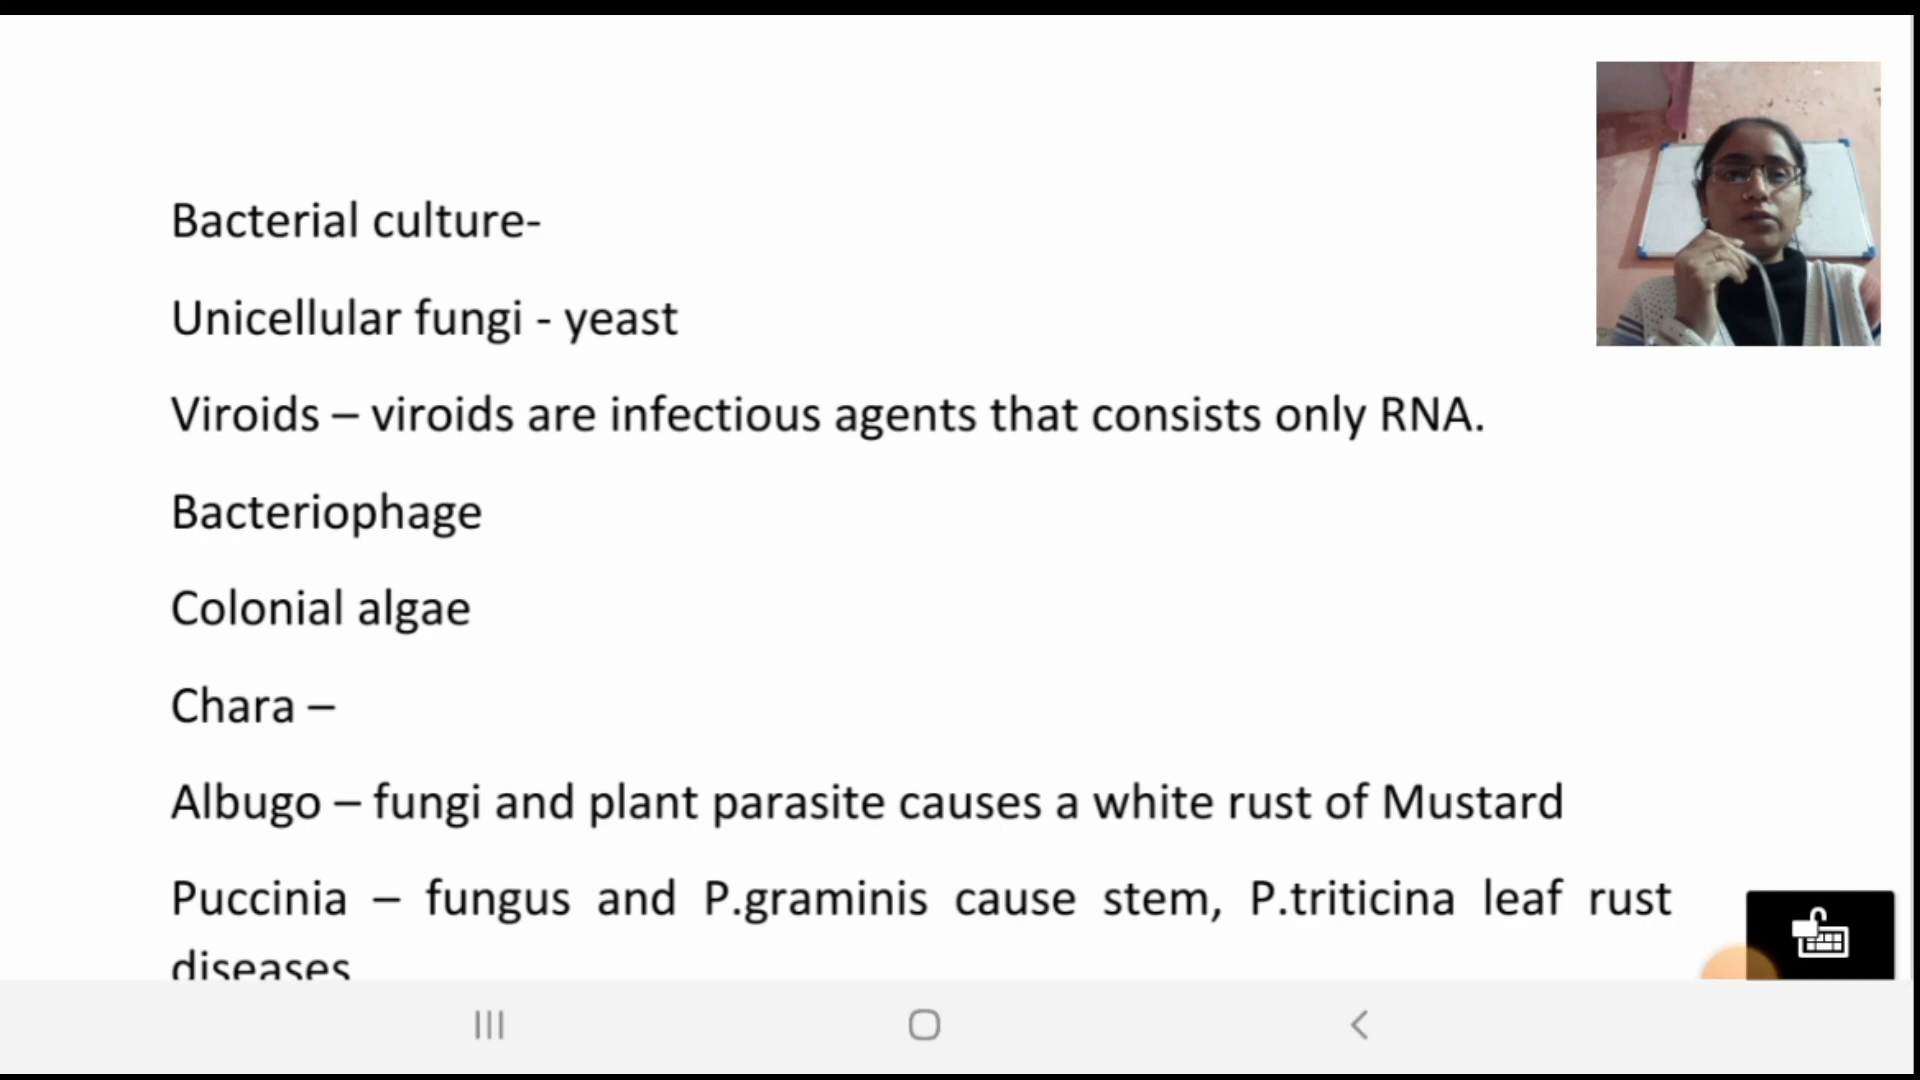 Bacterial culture-
Unicellular fungi - yeast
Viroids – viroids are infectious agents that consists only RNA.
Bacteriophage
Colonial algae
Chara –
Albugo – fungi and plant parasite causes a white rust of Mustard
Puccinia – fungus and P.graminis cause stem, P.triticina leaf rust
diseases